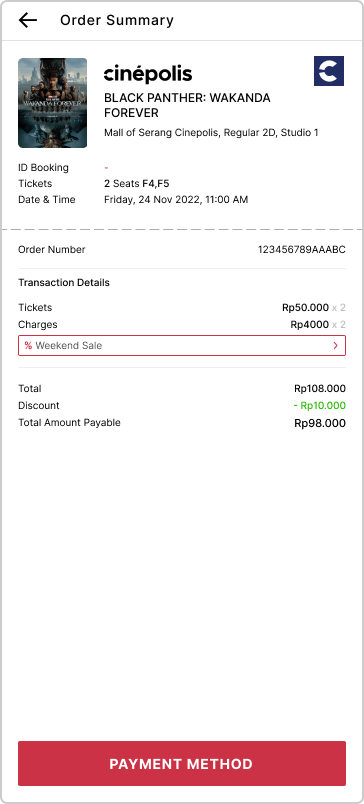 Order Summary
WAKANDA FOREVER
cinépolis
BLACK PANTHER: WAKANDA
FOREVER
Mall of Serang Cinepolis, Regular 2D, Studio 1
ID Booking -
Tickets 2 Seats F4,F5
Date & Time Friday, 24 Nov 2022, 11:00 AM
Order Number 123456789AAABC
Transaction Details
Tickets Rp50.000 x 2
Charges Rp4000 x 2
% Weekend Sale >
Total Rp108.000
Discount - Rp10.000
Total Amount Payable Rp98.000
PAYMENT METHOD